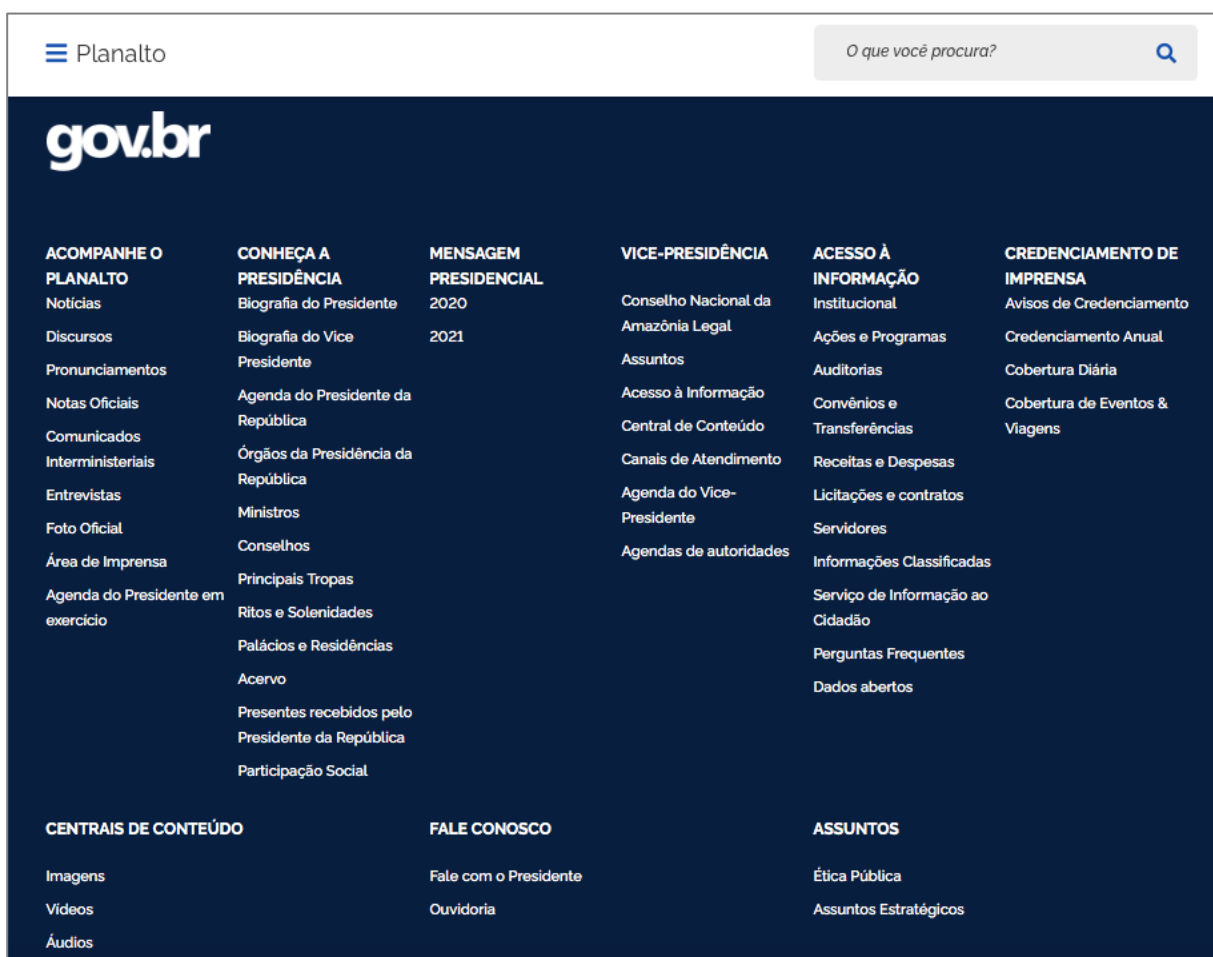 Planalto
O que você procura?
gov.br
ACOMPANHE O
PLANALTO
Notícias
Discursos
Pronunciamentos
Notas Oficiais
Comunicados
Interministeriais
Entrevistas
Foto Oficial
Área de Imprensa
Agenda do Presidente em
exercício
CONHEÇA A
PRESIDÊNCIA
Biografia do Presidente
Biografia do Vice
Presidente
Agenda do Presidente da
República
Órgãos da Presidência da
República
Ministros
Conselhos
Principais Tropas
Ritos e Solenidades
Palácios e Residências
Acervo
Presentes recebidos pelo
Presidente da República
Participação Social
MENSAGEM
PRESIDENCIAL
2020
2021
VICE-PRESIDÊNCIA
Conselho Nacional da
Amazônia Legal
Assuntos
Acesso à Informação
Central de Conteúdo
Canais de Atendimento
Agenda do Vice-
Presidente
Agendas de autoridades
ACESSO À
INFORMAÇÃO
Institucional
Ações e Programas
Auditorias
Convênios e
Transferências
Receitas e Despesas
Licitações e contratos
Servidores
Informações Classificadas
Serviço de Informação ao
Cidadão
Perguntas Frequentes
Dados abertos
CREDENCIAMENTO DE
IMPRENSA
Avisos de Credenciamento
Credenciamento Anual
Cobertura Diária
Cobertura de Eventos &
Viagens
CENTRAIS DE CONTEÚDO
Imagens
Vídeos
Áudios
FALE CONOSCO
Fale com o Presidente
Ouvidoria
ASSUNTOS
Ética Pública
Assuntos Estratégicos